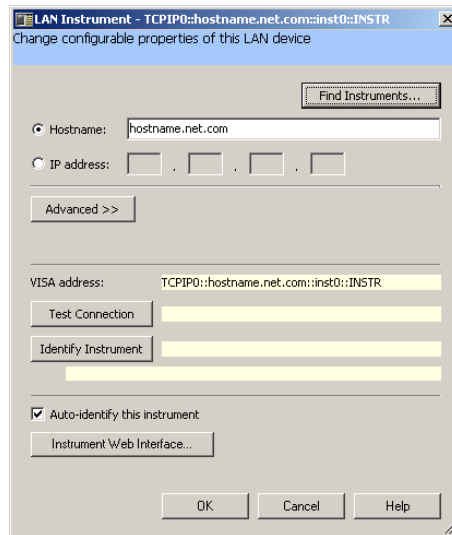 LAN Instrument - TCPIP0::hostname.net.com::inst0::INSTR
Change configurable properties of this LAN device
Find Instruments...
Hostname: hostname.net.com
IP address: . . .
Advanced >>
VISA address: TCPIP0::hostname.net.com::inst0::INSTR
Test Connection
Identify Instrument
Auto-identify this instrument
Instrument Web Interface...
OK Cancel Help